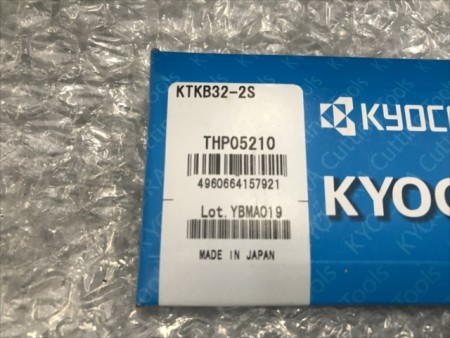 KTKB32-2S
THP05210
4960664157921
Lot. YBMA019
MADE IN JAPAN
KYOC
KYOC